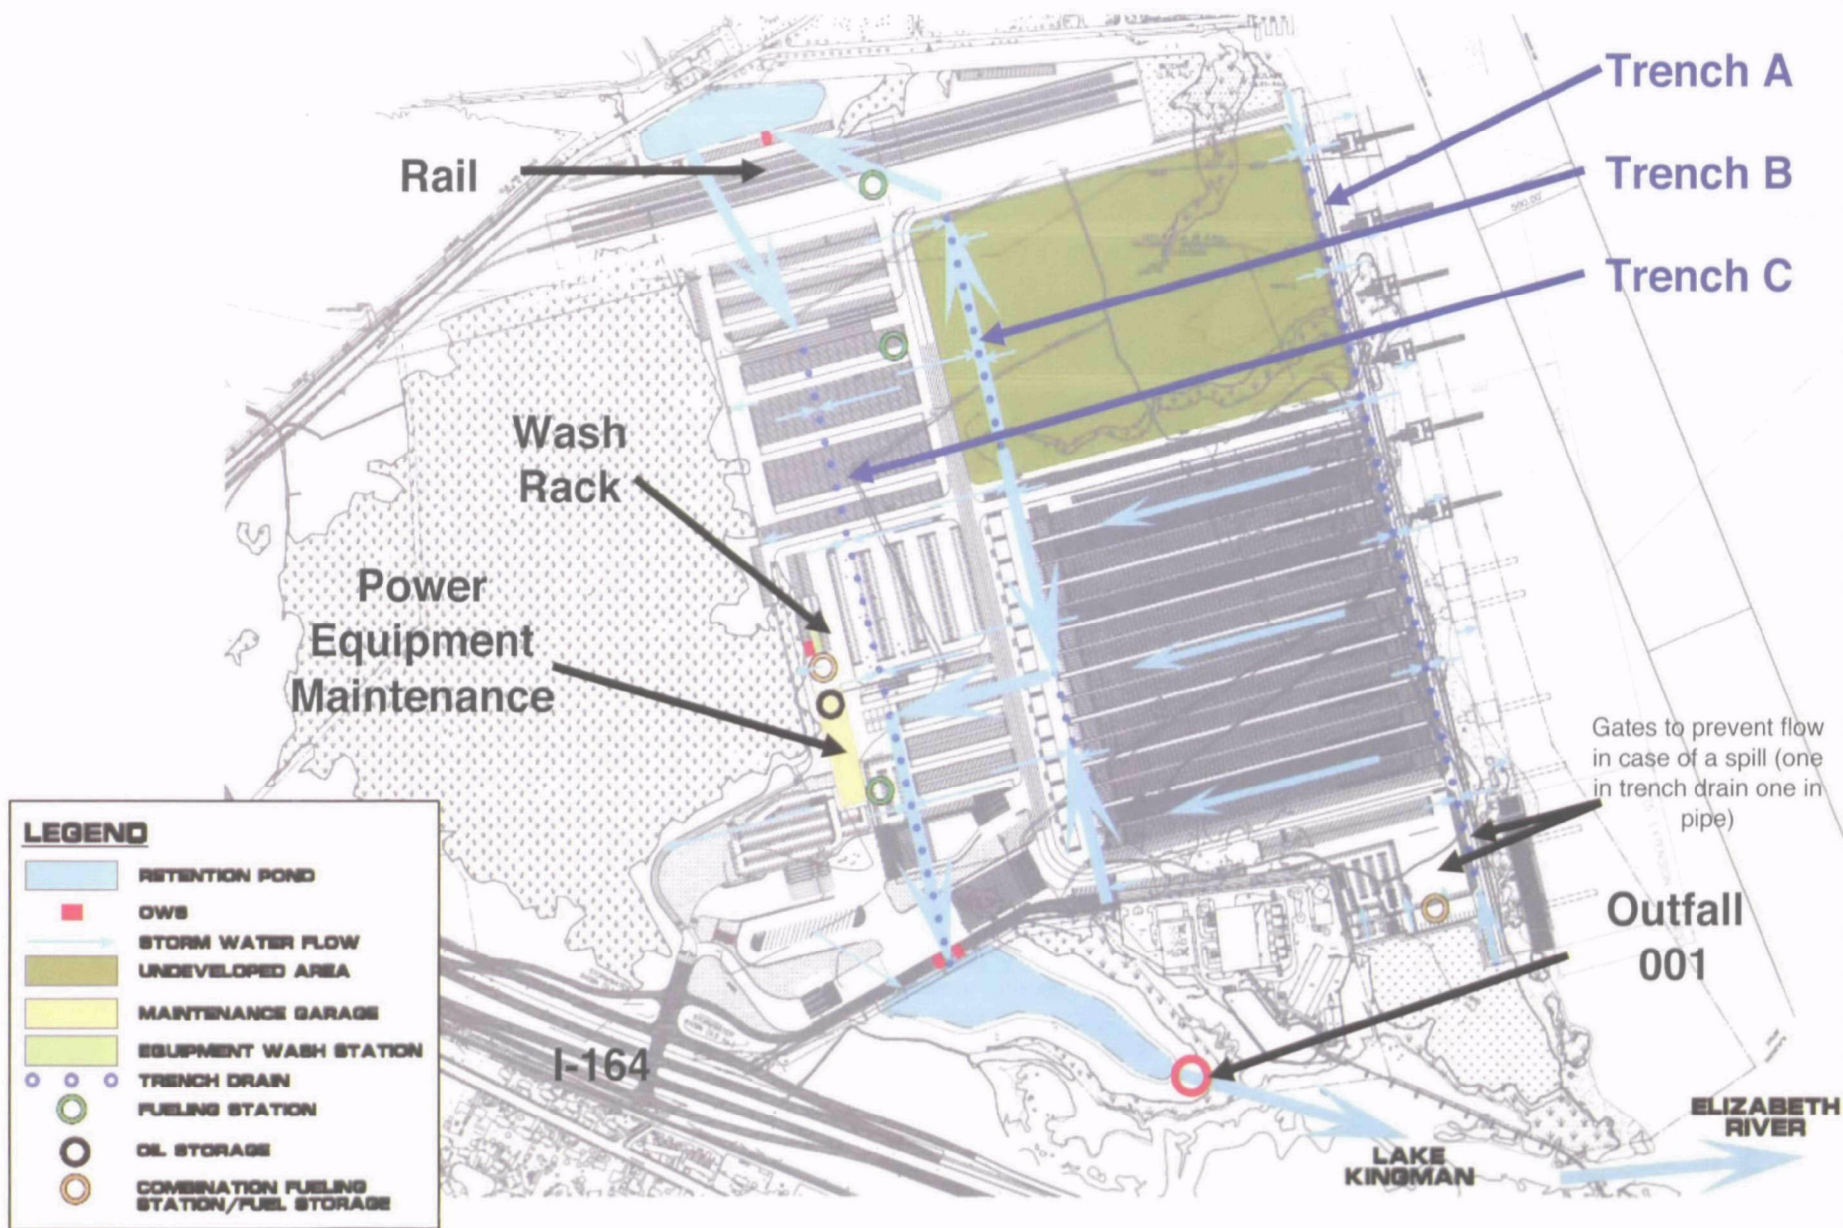 Trench A
Rail
Trench B
Trench C
Wash
Rack
Power
Equipment
Maintenance
Gates to prevent flow
in case of a spill (one
in trench drain one in
pipe)
Outfall
001
I-164
LAKE
KINGMAN
ELIZABETH
RIVER
LEGEND
RETENTION POND
OWS
STORM WATER FLOW
UNDEVELOPED AREA
MAINTENANCE GARAGE
EQUIPMENT WASH STATION
TRENCH DRAIN
FUELING STATION
OIL STORAGE
COMBINATION FUELING
STATION/FUEL STORAGE